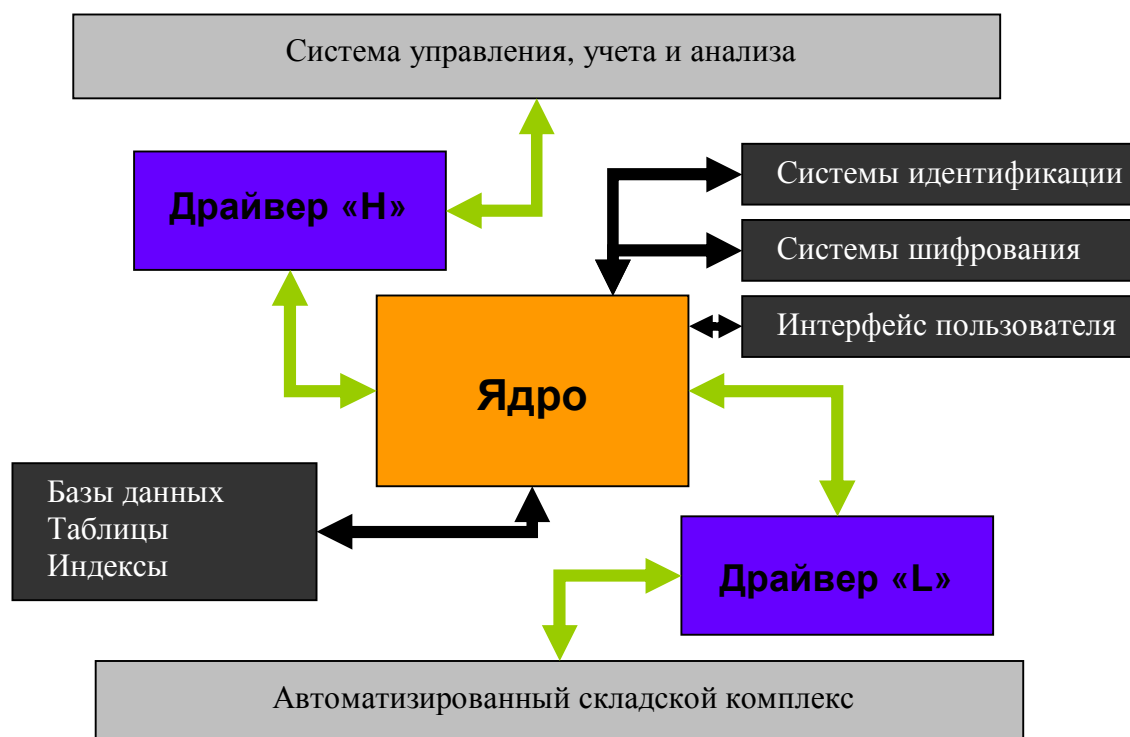 Система управления, учета и анализа
Системы идентификации
Драйвер «H»
Системы шифрования
Интерфейс пользователя
Ядро
Базы данных
Таблицы
Индексы
Драйвер «L»
Автоматизированный складской комплекс